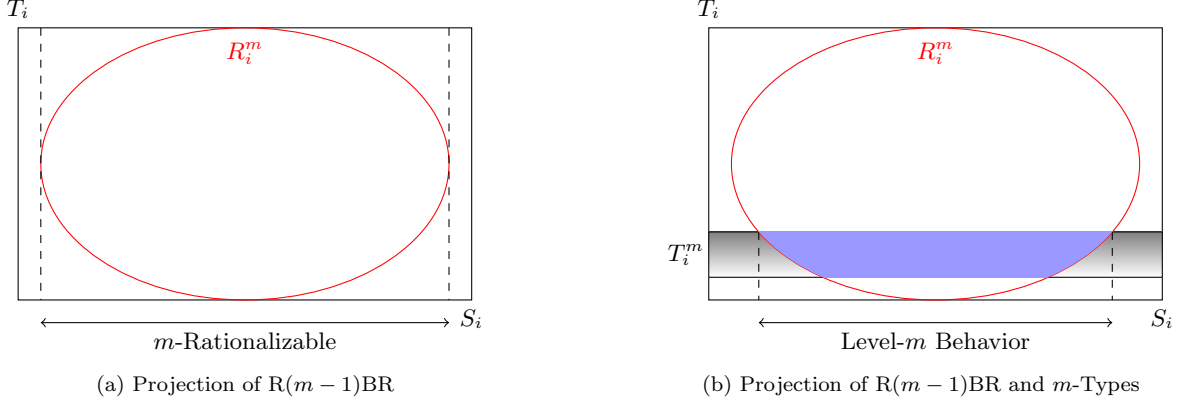 T_i
R_i^m
S_i
m-Rationalizable
(a) Projection of R(m − 1)BR
T_i
R_i^m
T_i^m
S_i
Level-m Behavior
(b) Projection of R(m − 1)BR and m-Types